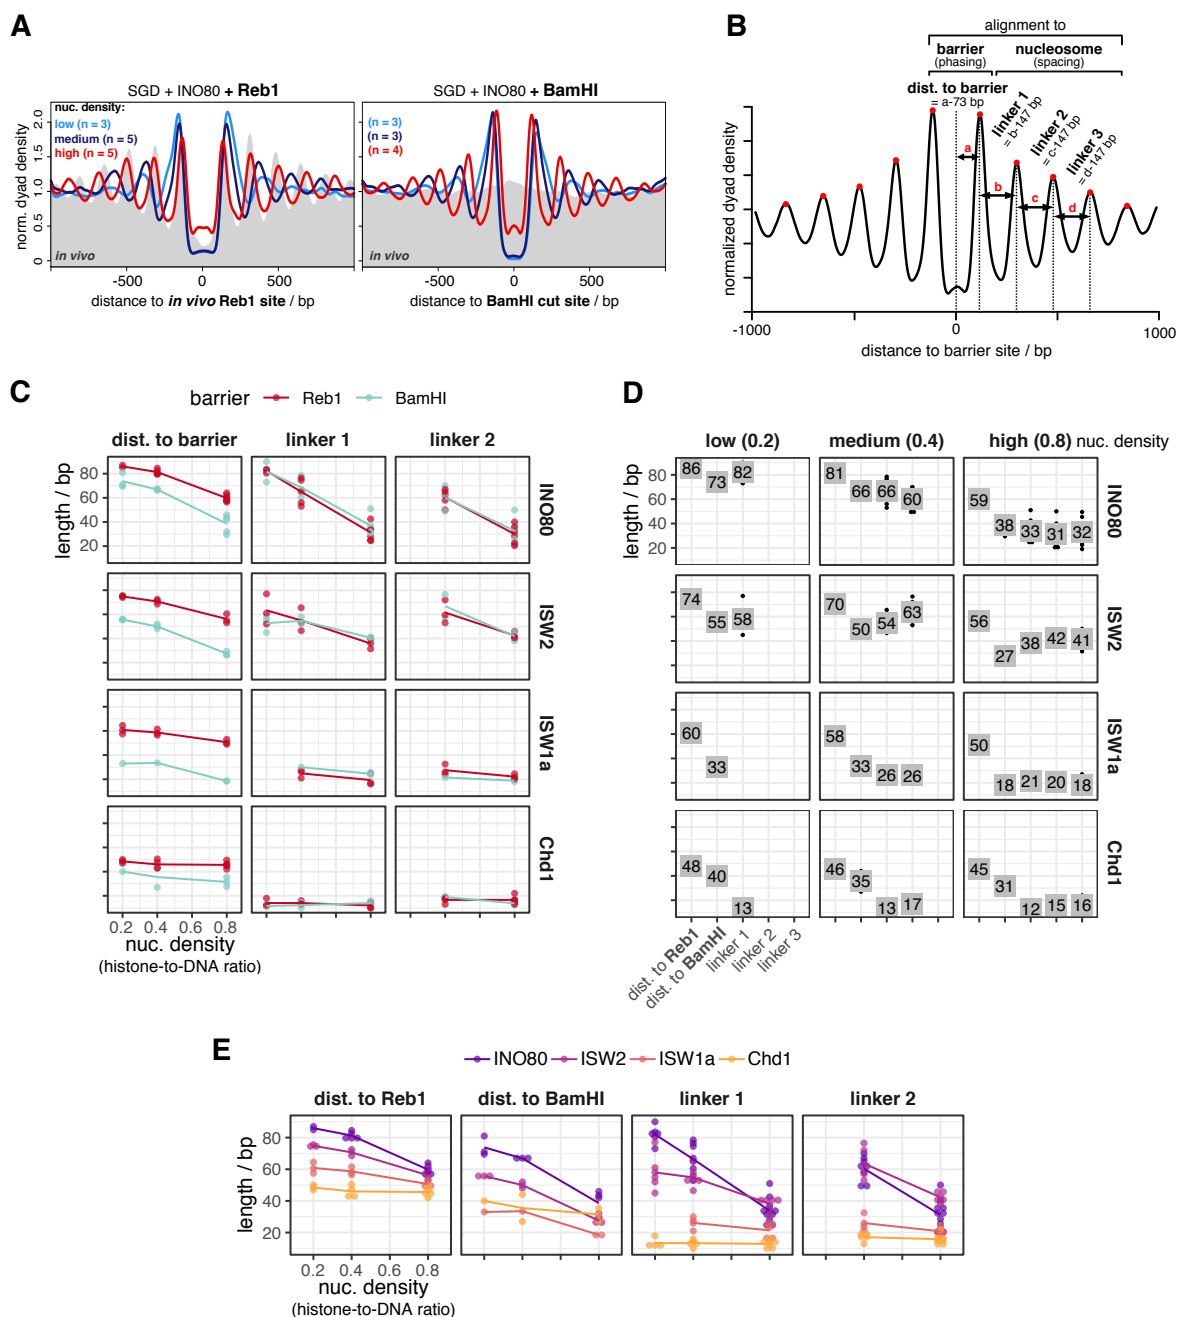 A
SGD + INO80 + Reb1
SGD + INO80 + BamHI
nuc. density:
low (n = 3)
medium (n = 5)
high (n = 5)
(n = 3)
(n = 3)
(n = 4)
norm. dyad density
2.0
1.5
1.0
0.5
0
in vivo
in vivo
-500 0 500
-500 0 500
distance to in vivo Reb1 site / bp
distance to BamHI cut site / bp
B
alignment to
barrier
(phasing)
nucleosome
(spacing)
dist. to barrier
= a-73 bp
linker 1
= b-147 bp
linker 2
= c-147 bp
linker 3
= d-147 bp
a
b
c
d
normalized dyad density
-1000 0 1000
distance to barrier site / bp
C
barrier Reb1 BamHI
dist. to barrier linker 1 linker 2
length / bp
80
60
40
20
INO80
ISW2
ISW1a
Chd1
0.2 0.4 0.8
nuc. density
(histone-to-DNA ratio)
D
low (0.2) medium (0.4) high (0.8) nuc. density
length / bp
80
60
40
20
86 73 82
81 66 66 60
59 38 33 31 32
INO80
74 55 58
70 50 54 63
56 27 38 42 41
ISW2
60 33
58 33 26 26
50 18 21 20 18
ISW1a
48 40 13
46 35 13 17
45 31 12 15 16
Chd1
dist. to Reb1
dist. to BamHI
linker 1
linker 2
linker 3
E
INO80 ISW2 ISW1a Chd1
dist. to Reb1 dist. to BamHI linker 1 linker 2
length / bp
80
60
40
20
0.2 0.4 0.8
nuc. density
(histone-to-DNA ratio)